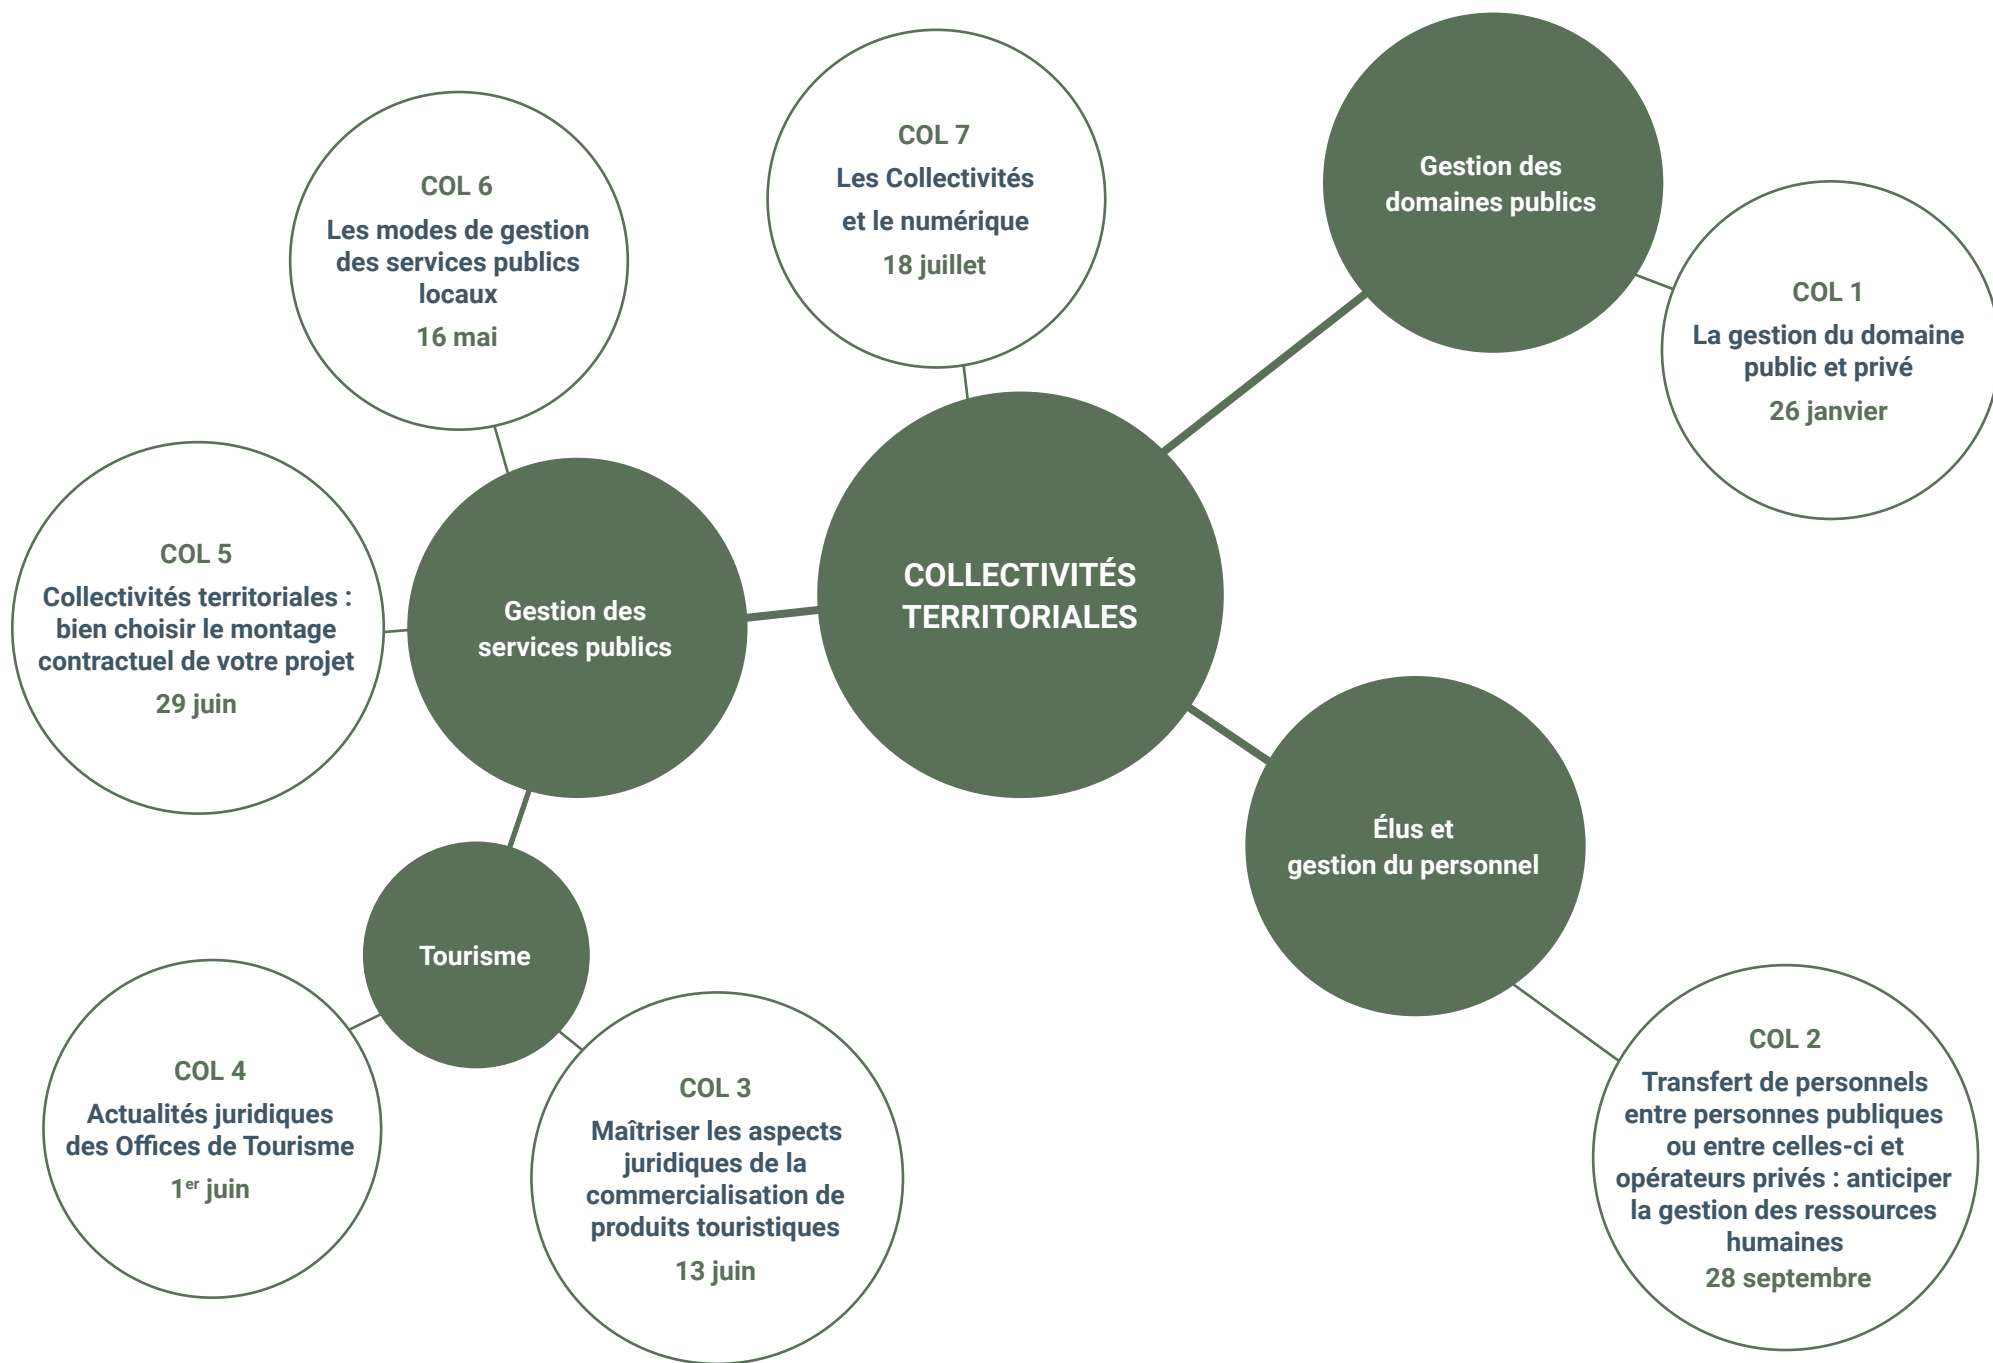 COL 7
Les Collectivités
et le numérique
18 juillet
Gestion des
domaines publics
COL 6
Les modes de gestion
des services publics
locaux
16 mai
COL 1
La gestion du domaine
public et privé
26 janvier
COL 5
Collectivités territoriales :
bien choisir le montage
contractuel de votre projet
29 juin
Gestion des
services publics
COLLECTIVITÉS
TERRITORIALES
Élus et
gestion du personnel
Tourisme
COL 4
Actualités juridiques
des Offices de Tourisme
1er juin
COL 3
Maîtriser les aspects
juridiques de la
commercialisation de
produits touristiques
13 juin
COL 2
Transfert de personnels
entre personnes publiques
ou entre celles-ci et
opérateurs privés : anticiper
la gestion des ressources
humaines
28 septembre